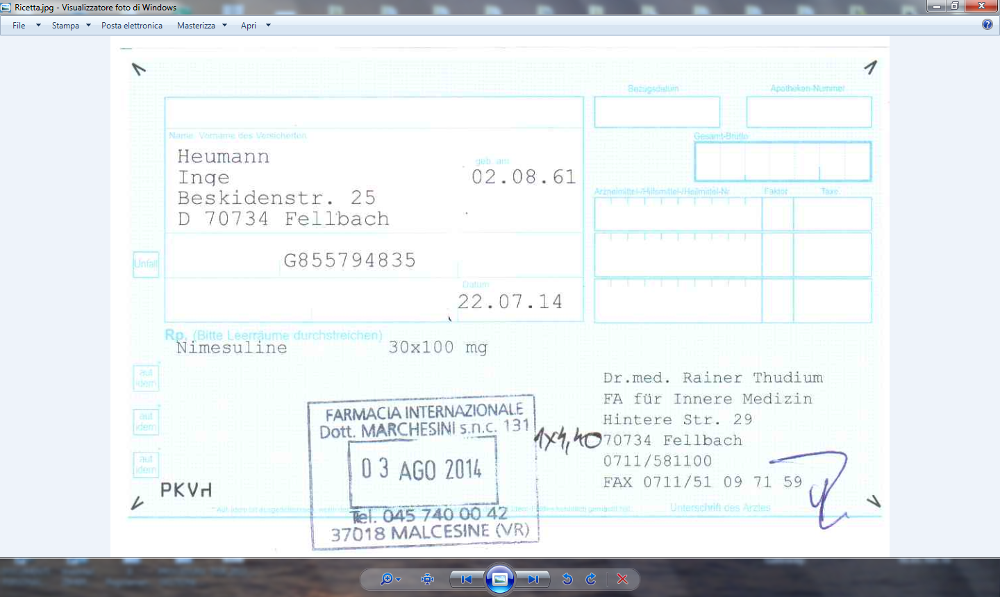 Ricetta.jpg - Visualizzatore foto di Windows
File Stampa Posta elettronica Masterizza Apri
Bezugsdatum Apotheken-Nummer
Name, Vorname des Versicherten
Gesamt-Brutto
Heumann
geb. am
Inge 02.08.61
Beskidenstr. 25
Arzneimittel-/Hilfsmittel-/Heilmittel-Nr. Faktor Taxe
D 70734 Fellbach
Unfall
G855794835
Datum
22.07.14
Rp. (Bitte Leerräume durchstreichen)
Nimesuline 30x100 mg
aut
idem
aut
idem
aut
idem
PKVH
FARMACIA INTERNAZIONALE
Dott. MARCHESINI s.n.c. 131
03 AGO 2014
Tel. 045 740 00 42
37018 MALCESINE (VR)
1x4,40
Dr.med. Rainer Thudium
FA für Innere Medizin
Hintere Str. 29
70734 Fellbach
0711/581100
FAX 0711/51 09 71 59
Unterschrift des Arztes